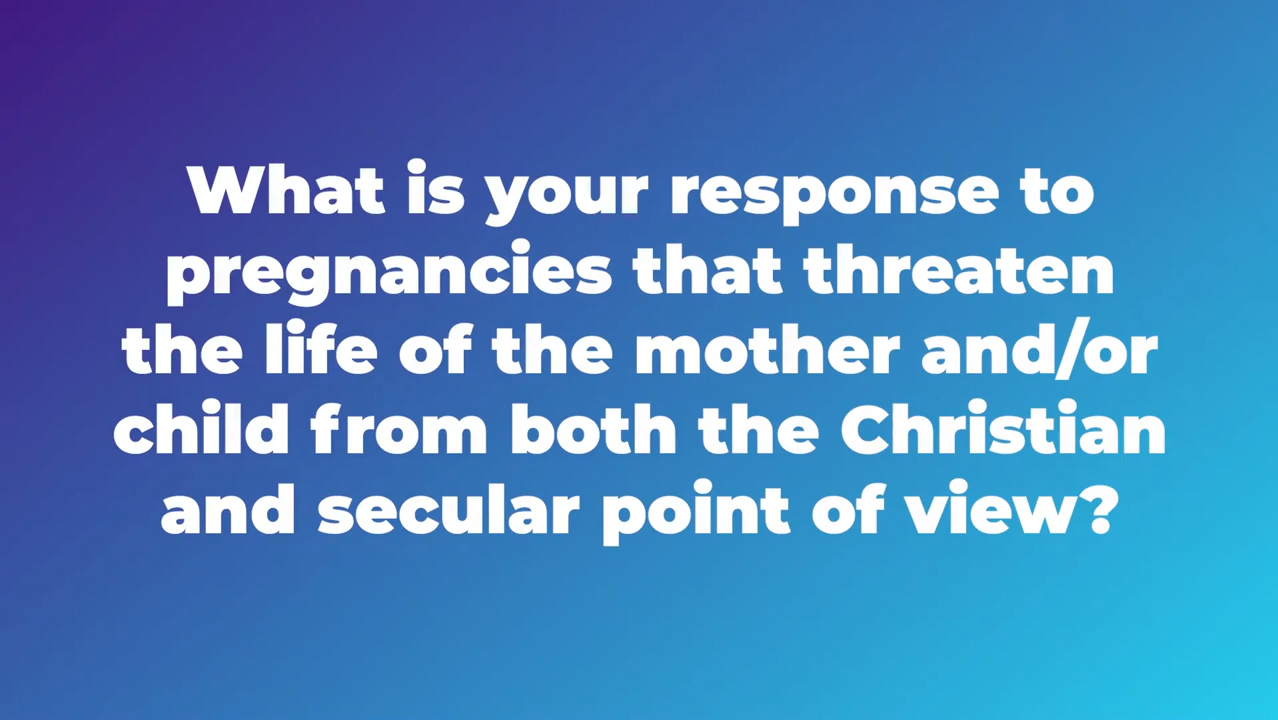 What is your response to
pregnancies that threaten
the life of the mother and/or
child from both the Christian
and secular point of view?